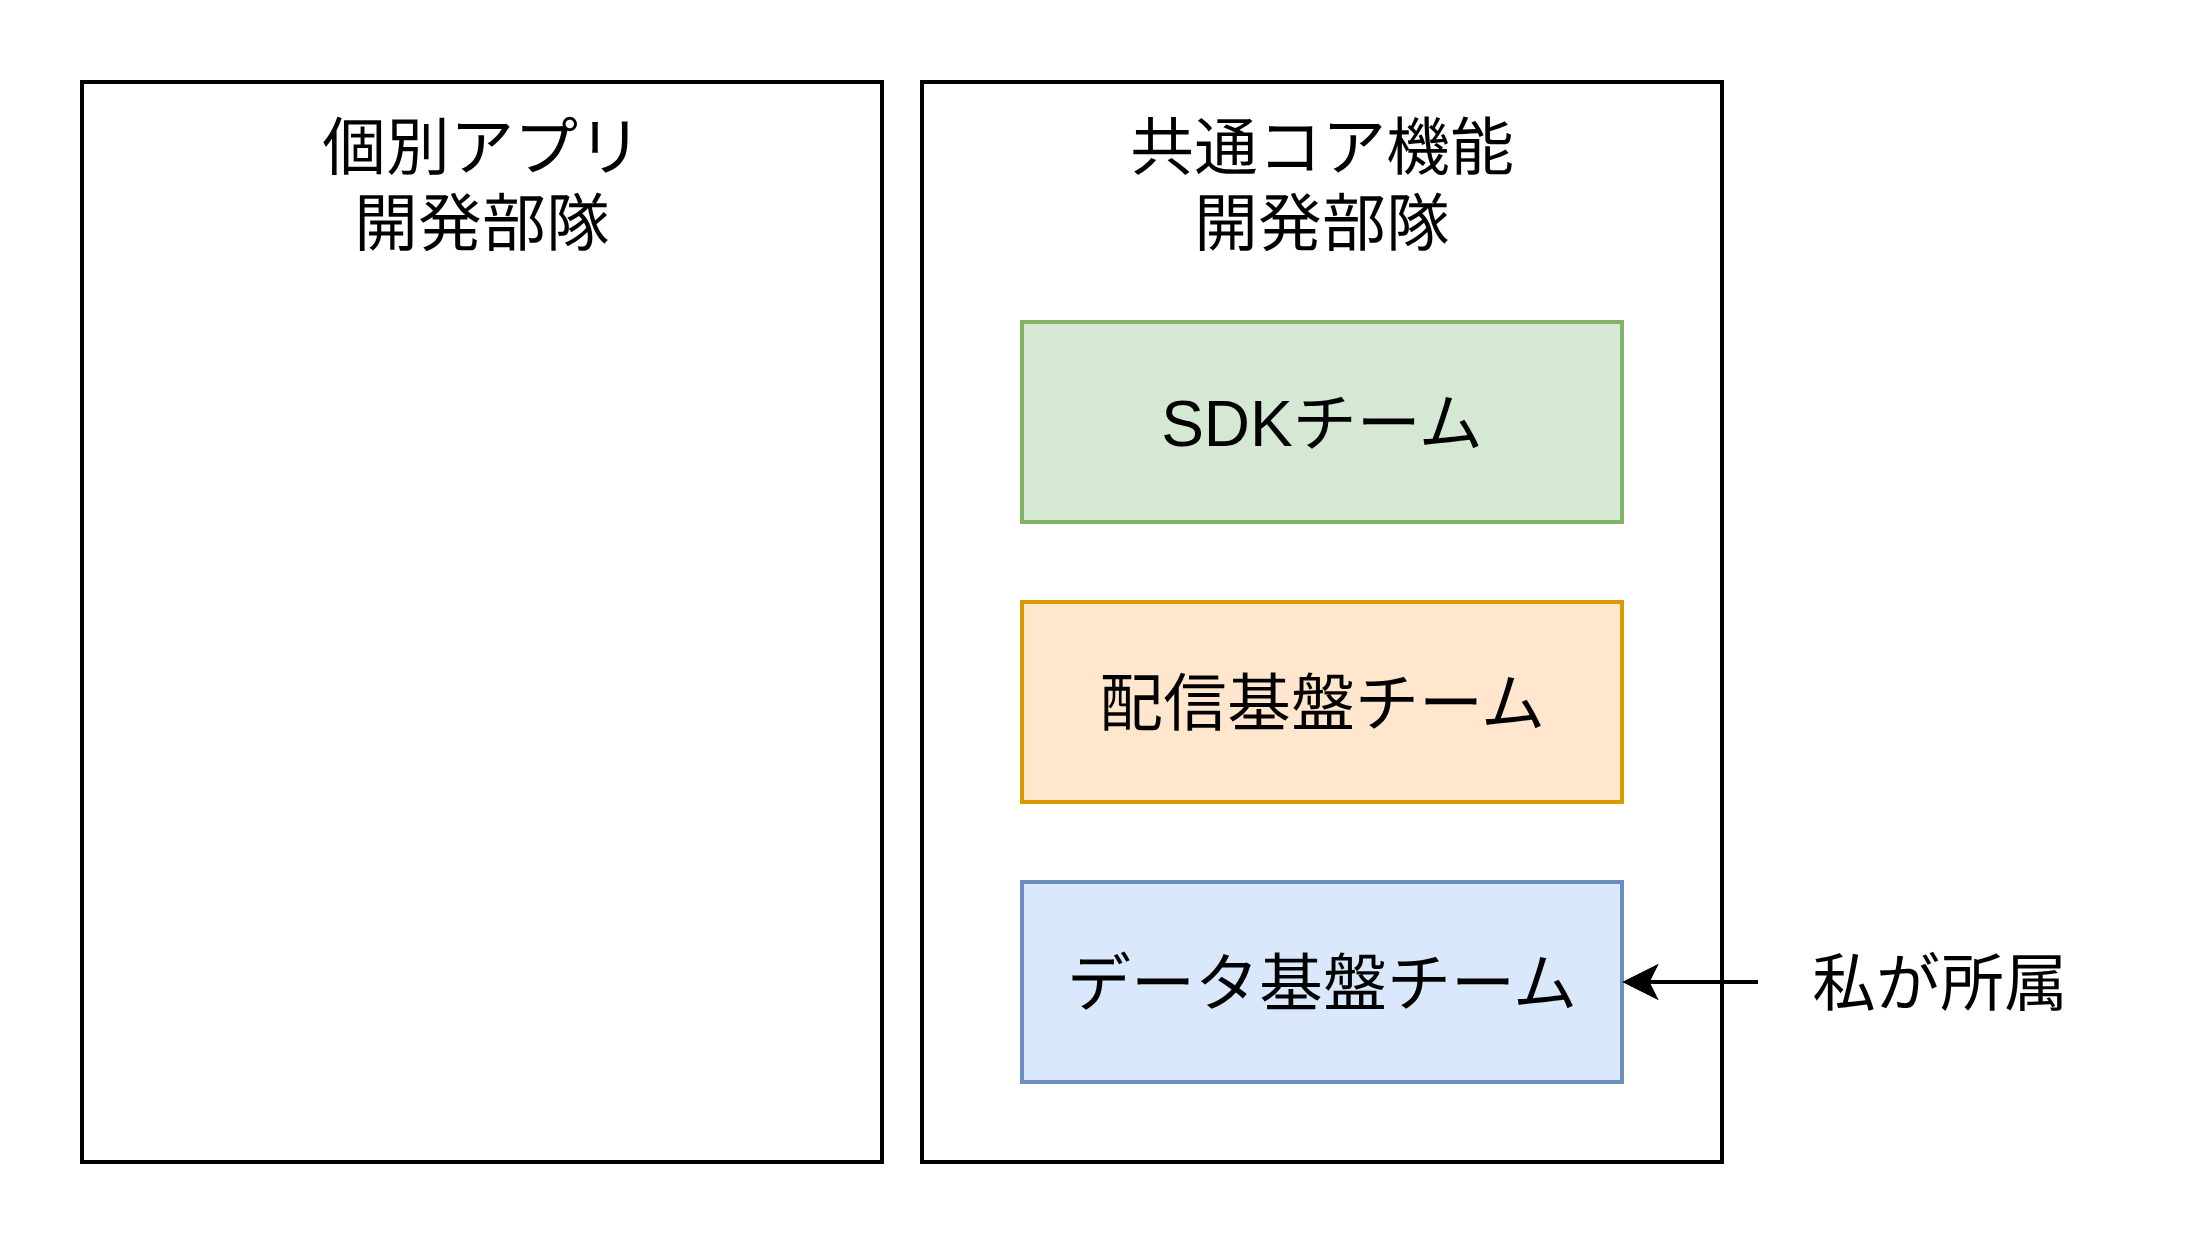 個別アプリ
開発部隊
共通コア機能
開発部隊
SDKチーム
配信基盤チーム
データ基盤チーム
私が所属